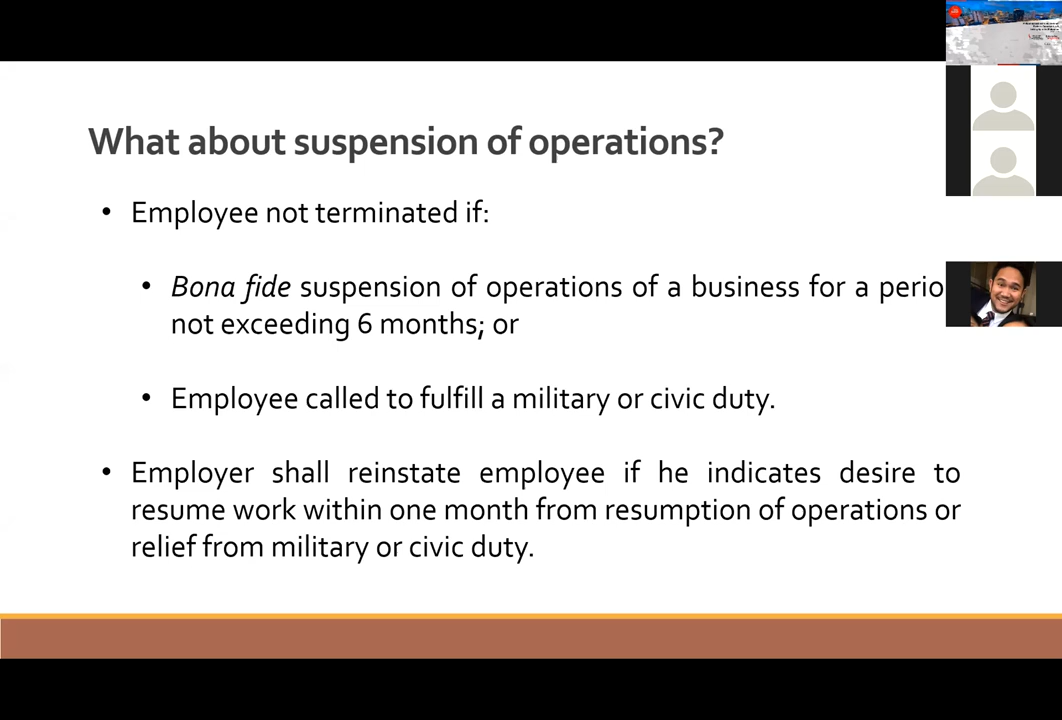 What about suspension of operations?
• Employee not terminated if:
• Bona fide suspension of operations of a business for a
not exceeding 6 months; or
• Employee called to fulfill a military or civic duty.
• Employer shall reinstate employee if he indicates desire to
resume work within one month from resumption of operations or
relief from military or civic duty.